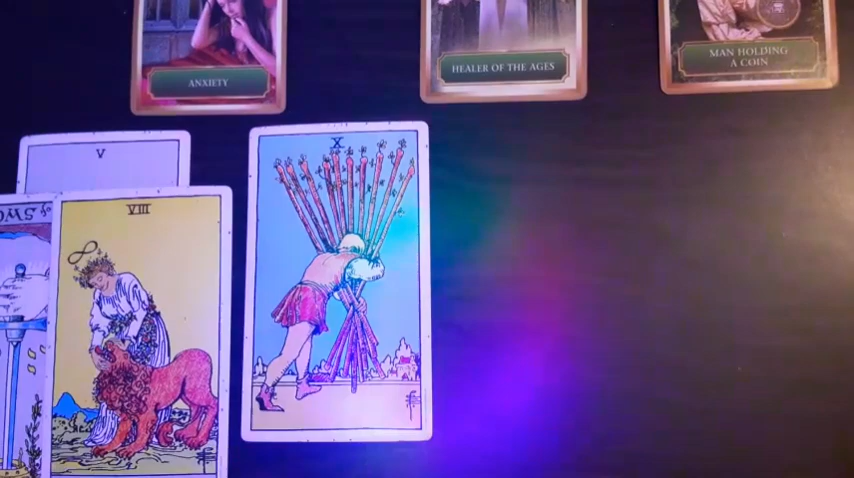 ANXIETY
HEALER OF THE AGES
MAN HOLDING
A COIN
V
X
VIII